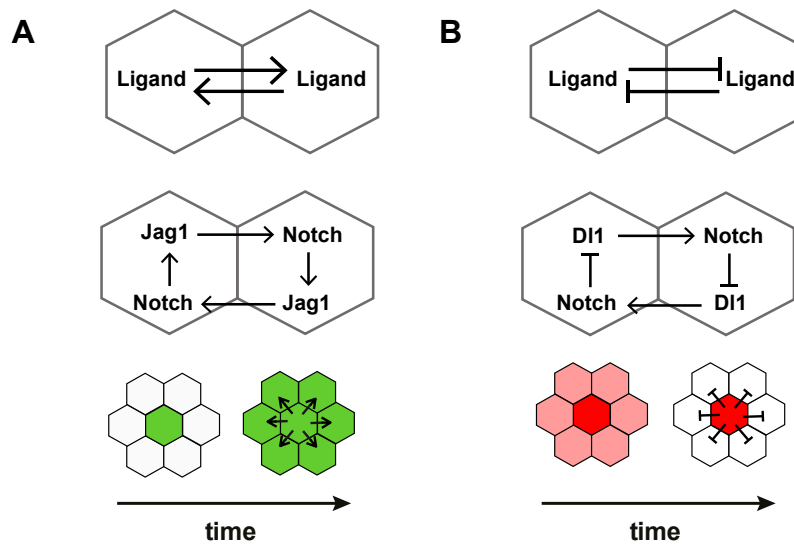 A
Ligand Ligand
Jag1 Notch
Notch Jag1
time
B
Ligand Ligand
Dl1 Notch
Notch Dl1
time